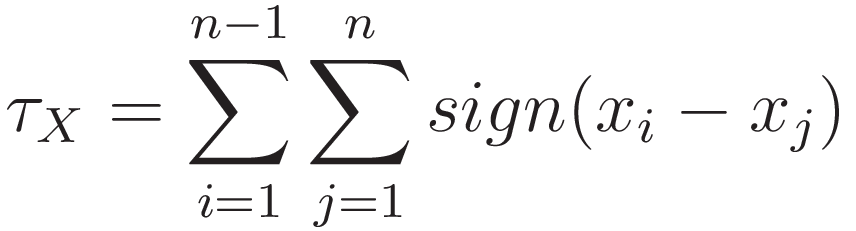 τ_X = \sum_{i=1}^{n-1} \sum_{j=1}^{n} sign(x_i - x_j)